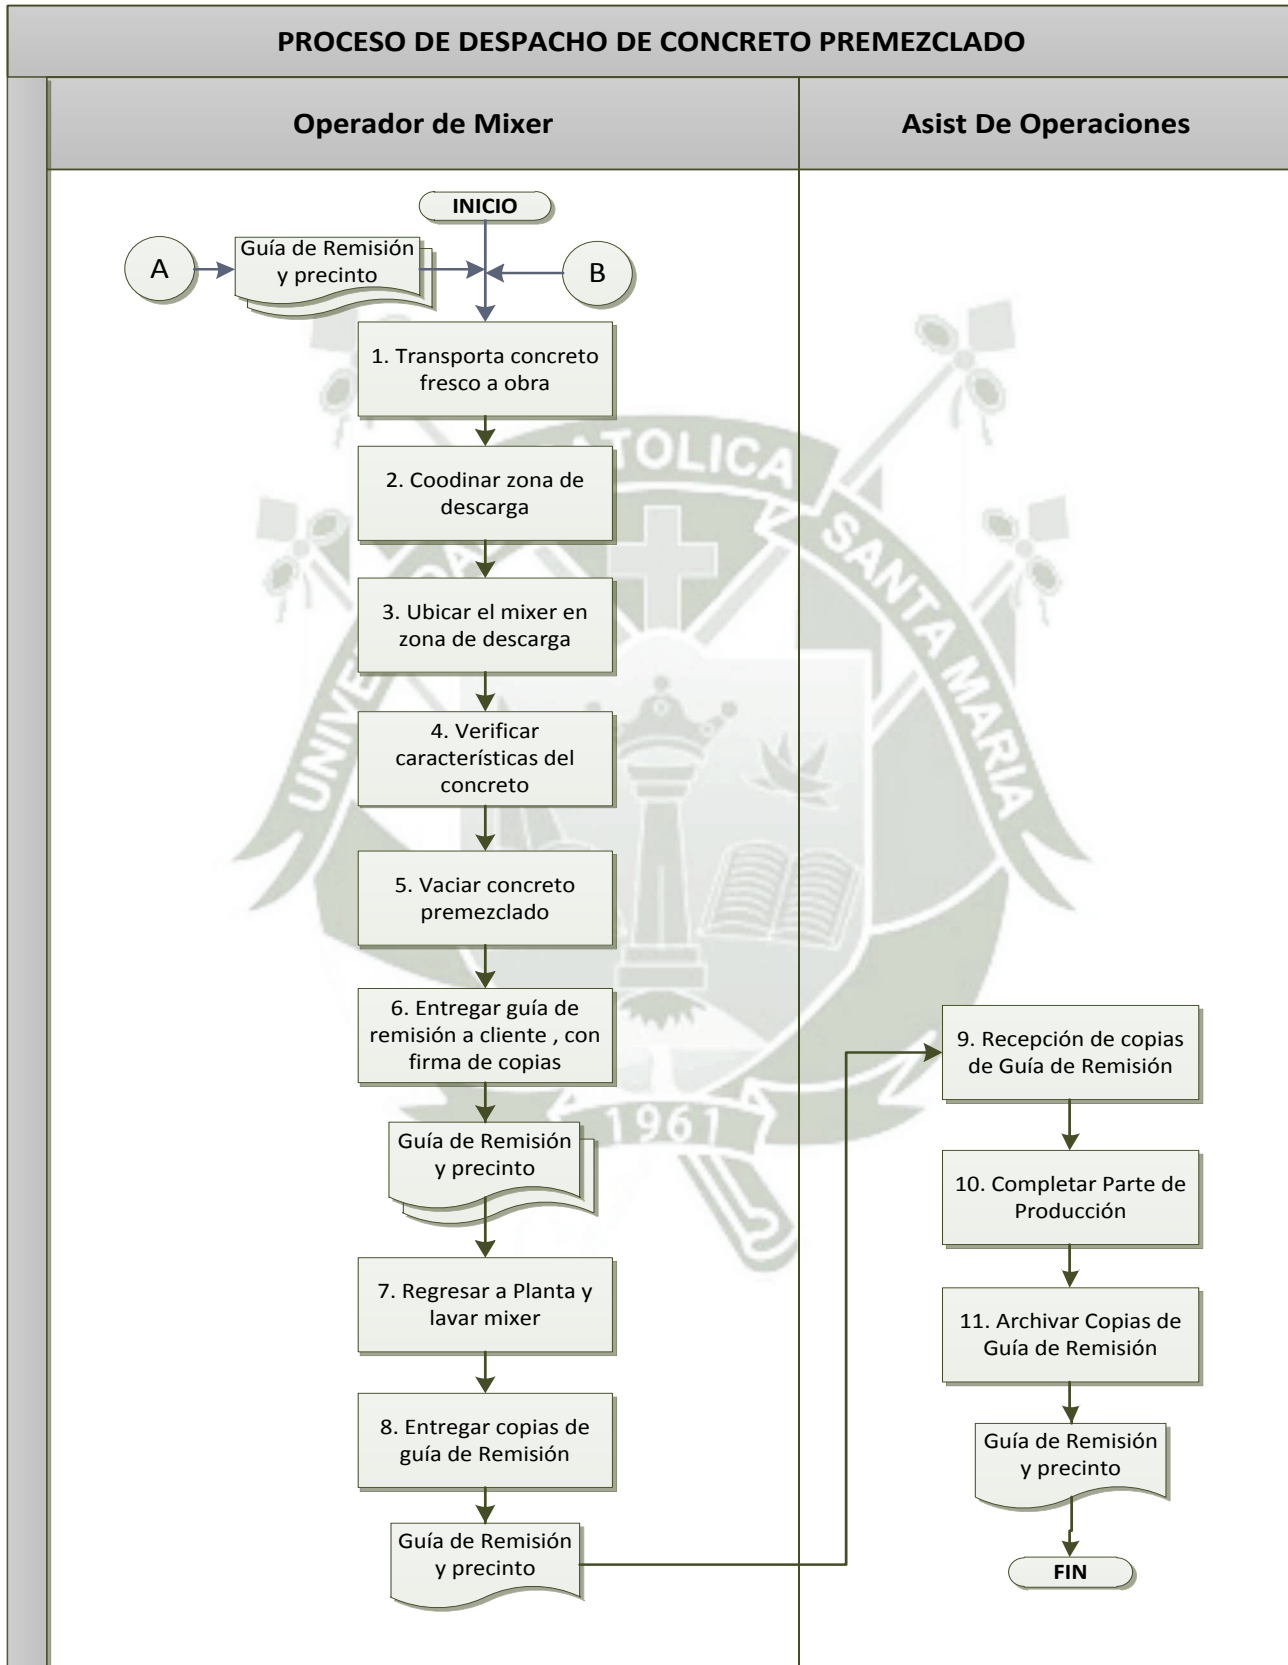 PROCESO DE DESPACHO DE CONCRETO PREMEZCLADO
Operador de Mixer
Asist De Operaciones
INICIO
A
Guía de Remisión
y precinto
B
1. Transporta concreto
fresco a obra
2. Coodinar zona de
descarga
3. Ubicar el mixer en
zona de descarga
4. Verificar
características del
concreto
5. Vaciar concreto
premezclado
6. Entregar guía de
remisión a cliente , con
firma de copias
Guía de Remisión
y precinto
7. Regresar a Planta y
lavar mixer
8. Entregar copias de
guía de Remisión
Guía de Remisión
y precinto
9. Recepción de copias
de Guía de Remisión
10. Completar Parte de
Producción
11. Archivar Copias de
Guía de Remisión
Guía de Remisión
y precinto
FIN
SANTA MARIA
1961